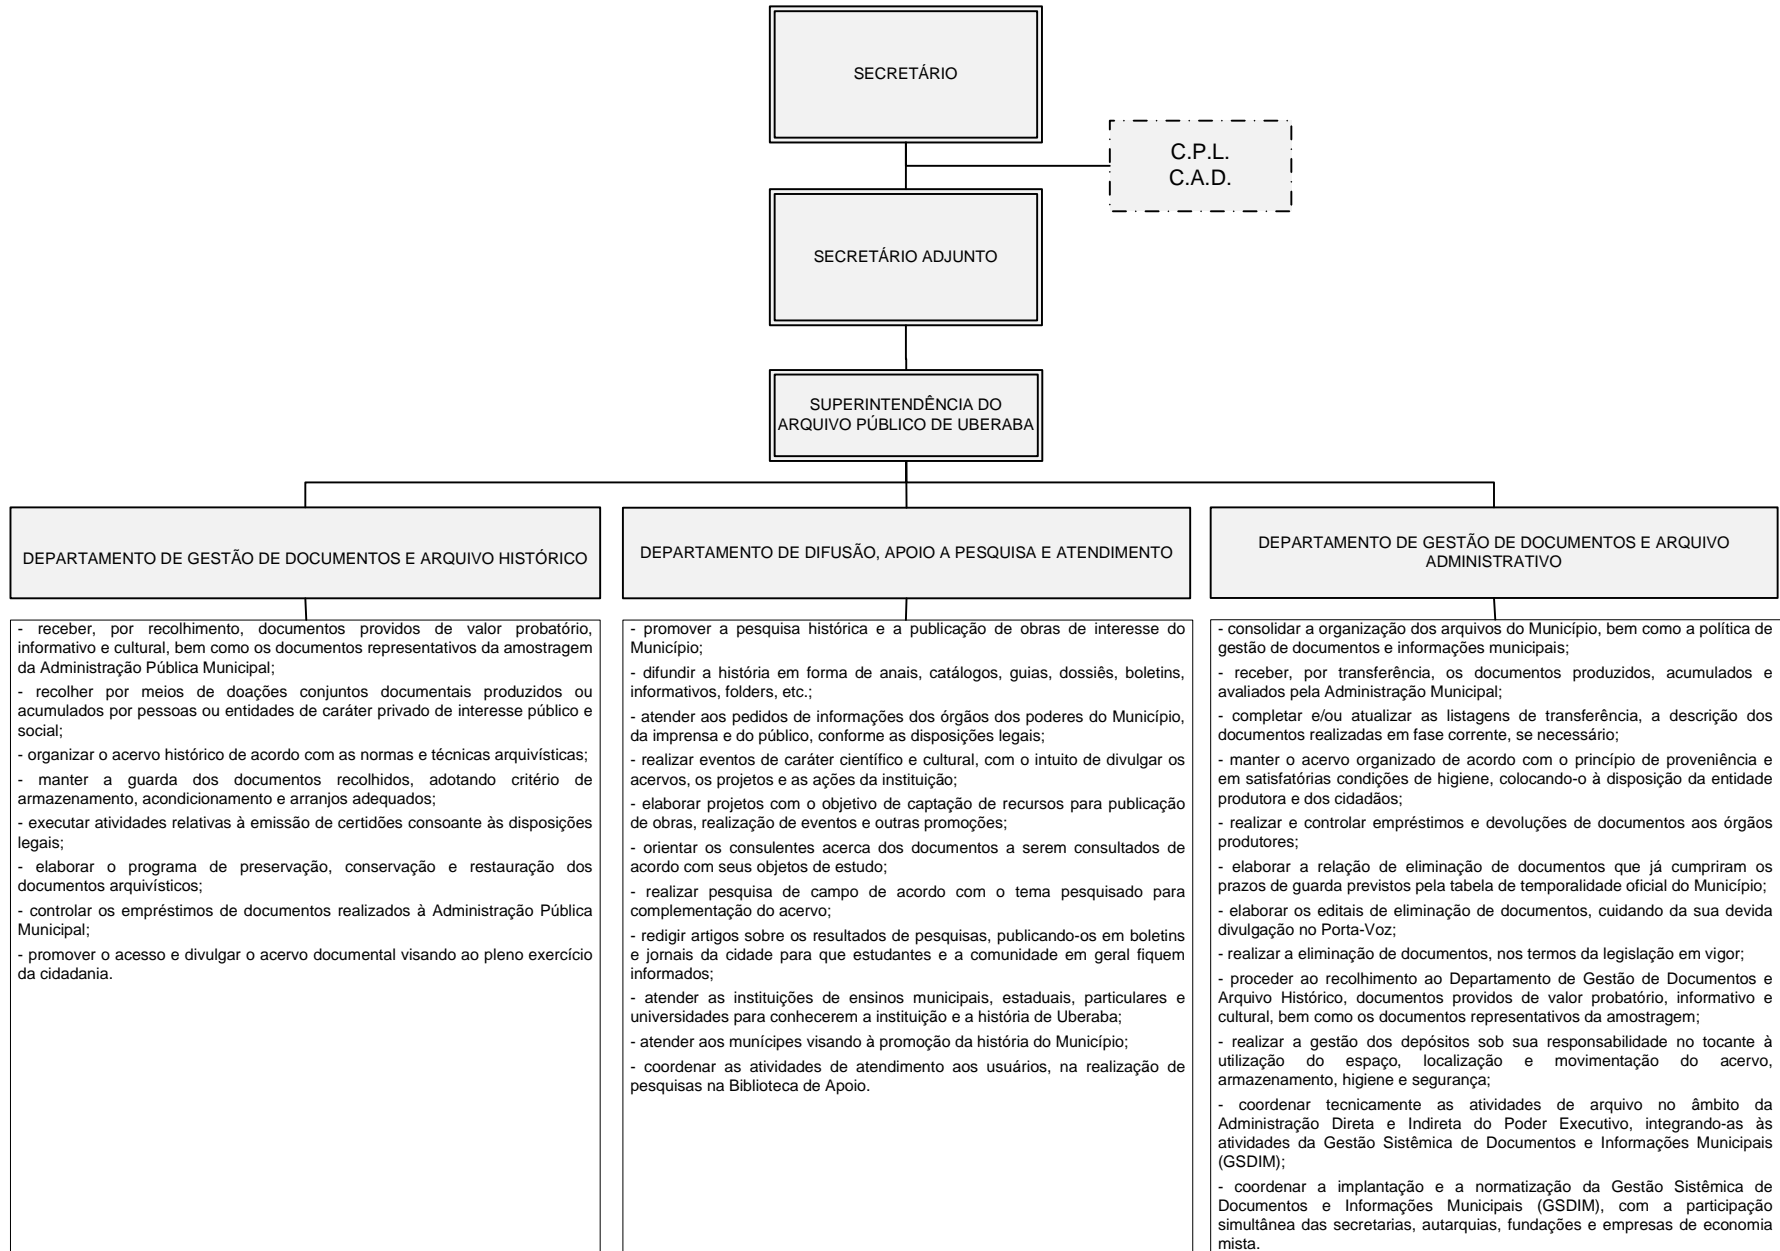 SECRETÁRIO
C.P.L.
C.A.D.
SECRETÁRIO ADJUNTO
SUPERINTENDÊNCIA DO
ARQUIVO PÚBLICO DE UBERABA
DEPARTAMENTO DE GESTÃO DE DOCUMENTOS E ARQUIVO HISTÓRICO
- receber, por recolhimento, documentos providos de valor probatório,
informativo e cultural, bem como os documentos representativos da amostragem
da Administração Pública Municipal;
- recolher por meios de doações conjuntos documentais produzidos ou
acumulados por pessoas ou entidades de caráter privado de interesse público e
social;
- organizar o acervo histórico de acordo com as normas e técnicas arquivísticas;
- manter a guarda dos documentos recolhidos, adotando critério de
armazenamento, acondicionamento e arranjos adequados;
- executar atividades relativas à emissão de certidões consoante às disposições
legais;
- elaborar o programa de preservação, conservação e restauração dos
documentos arquivísticos;
- controlar os empréstimos de documentos realizados à Administração Pública
Municipal;
- promover o acesso e divulgar o acervo documental visando ao pleno exercício
da cidadania.
DEPARTAMENTO DE DIFUSÃO, APOIO A PESQUISA E ATENDIMENTO
- promover a pesquisa histórica e a publicação de obras de interesse do
Município;
- difundir a história em forma de anais, catálogos, guias, dossiês, boletins,
informativos, folders, etc.;
- atender aos pedidos de informações dos órgãos dos poderes do Município,
da imprensa e do público, conforme as disposições legais;
- realizar eventos de caráter científico e cultural, com o intuito de divulgar os
acervos, os projetos e as ações da instituição;
- elaborar projetos com o objetivo de captação de recursos para publicação
de obras, realização de eventos e outras promoções;
- orientar os consulentes acerca dos documentos a serem consultados de
acordo com seus objetos de estudo;
- realizar pesquisa de campo de acordo com o tema pesquisado para
complementação do acervo;
- redigir artigos sobre os resultados de pesquisas, publicando-os em boletins
e jornais da cidade para que estudantes e a comunidade em geral fiquem
informados;
- atender as instituições de ensinos municipais, estaduais, particulares e
universidades para conhecerem a instituição e a história de Uberaba;
- atender aos munícipes visando à promoção da história do Município;
- coordenar as atividades de atendimento aos usuários, na realização de
pesquisas na Biblioteca de Apoio.
DEPARTAMENTO DE GESTÃO DE DOCUMENTOS E ARQUIVO
ADMINISTRATIVO
- consolidar a organização dos arquivos do Município, bem como a política de
gestão de documentos e informações municipais;
- receber, por transferência, os documentos produzidos, acumulados e
avaliados pela Administração Municipal;
- completar e/ou atualizar as listagens de transferência, a descrição dos
documentos realizadas em fase corrente, se necessário;
- manter o acervo organizado de acordo com o princípio de proveniência e
em satisfatórias condições de higiene, colocando-o à disposição da entidade
produtora e dos cidadãos;
- realizar e controlar empréstimos e devoluções de documentos aos órgãos
produtores;
- elaborar a relação de eliminação de documentos que já cumpriram os
prazos de guarda previstos pela tabela de temporalidade oficial do Município;
- elaborar os editais de eliminação de documentos, cuidando da sua devida
divulgação no Porta-Voz;
- realizar a eliminação de documentos, nos termos da legislação em vigor;
- proceder ao recolhimento ao Departamento de Gestão de Documentos e
Arquivo Histórico, documentos providos de valor probatório, informativo e
cultural, bem como os documentos representativos da amostragem;
- realizar a gestão dos depósitos sob sua responsabilidade no tocante à
utilização do espaço, localização e movimentação do acervo,
armazenamento, higiene e segurança;
- coordenar tecnicamente as atividades de arquivo no âmbito da
Administração Direta e Indireta do Poder Executivo, integrando-as às
atividades da Gestão Sistêmica de Documentos e Informações Municipais
(GSDIM);
- coordenar a implantação e a normatização da Gestão Sistêmica de
Documentos e Informações Municipais (GSDIM), com a participação
simultânea das secretarias, autarquias, fundações e empresas de economia
mista.